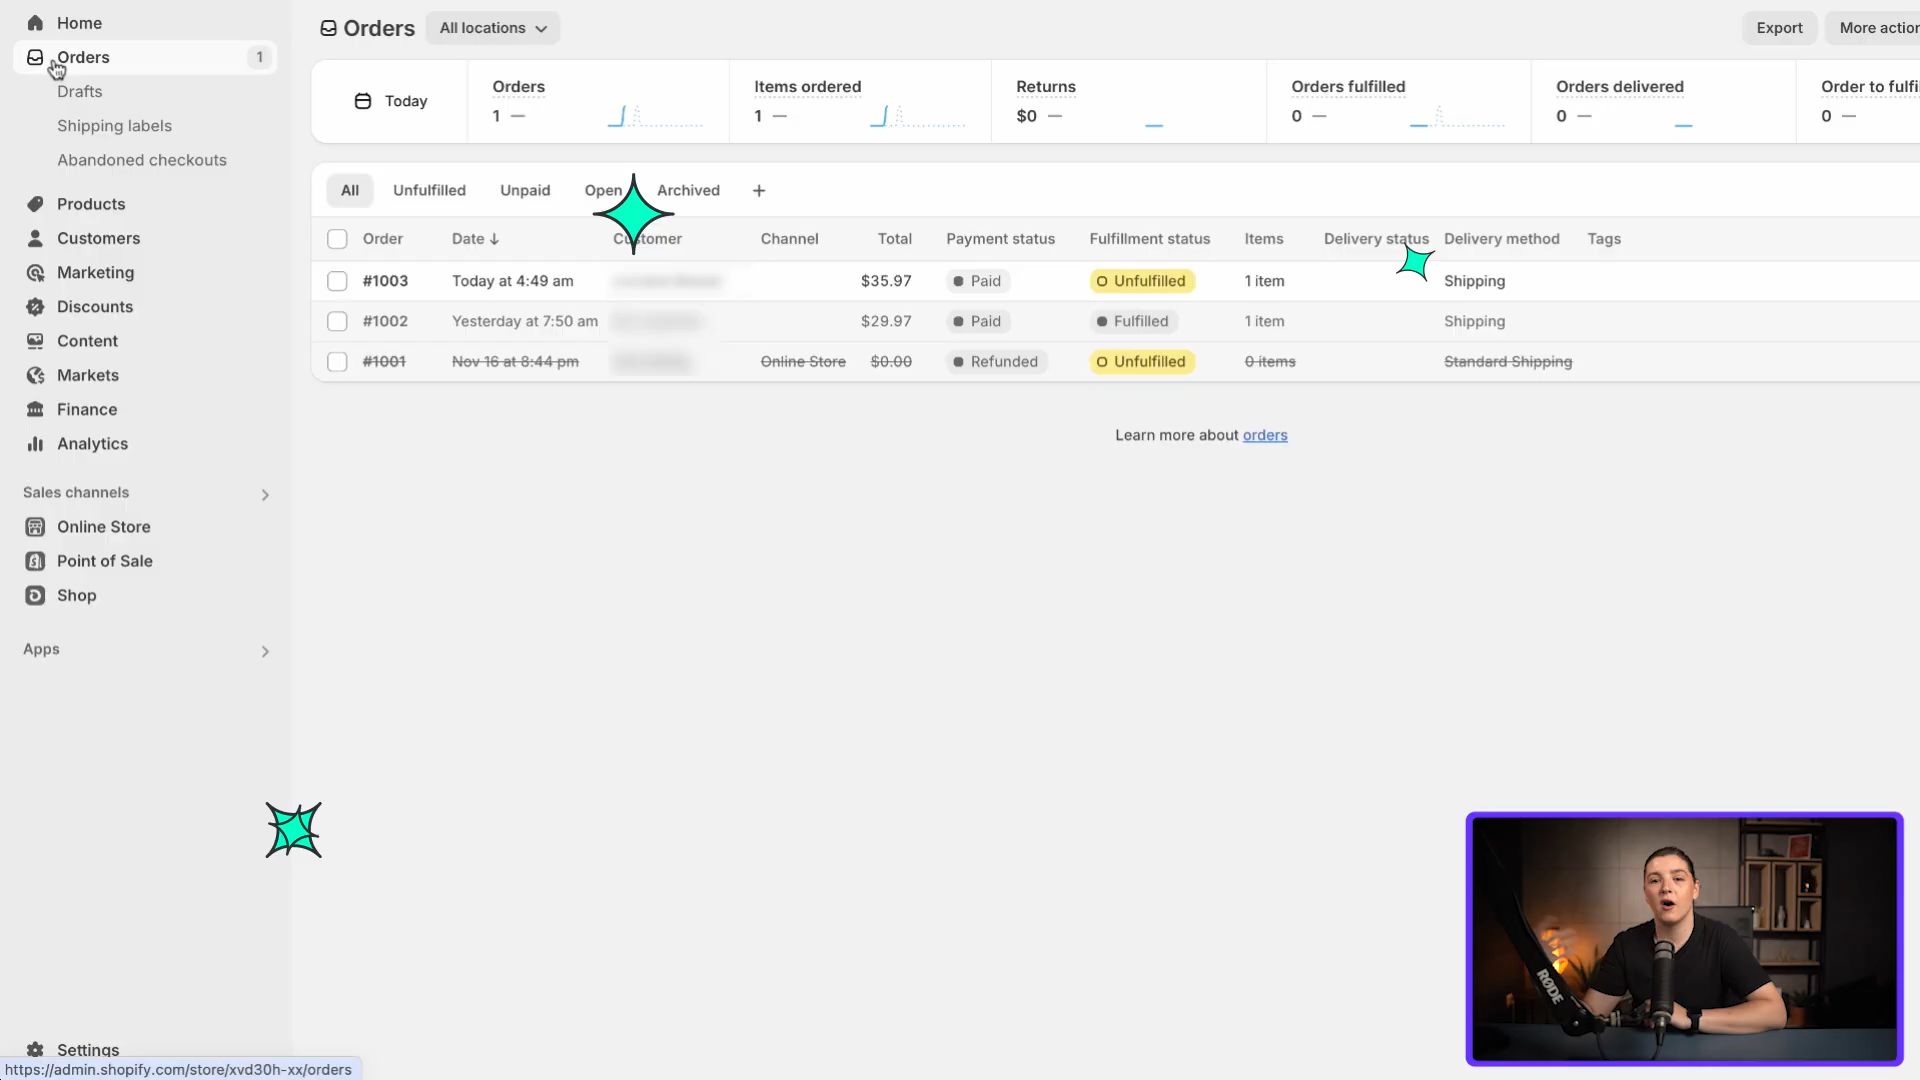 Home
Orders 1
Drafts
Shipping labels
Abandoned checkouts
Products
Customers
Marketing
Discounts
Content
Markets
Finance
Analytics
Sales channels
Online Store
Point of Sale
Shop
Apps
Settings
https://admin.shopify.com/store/xvd30h-xx/orders
Orders All locations Export More action
Today Orders Items ordered Returns Orders fulfilled Orders delivered Order to fulfi
1 — 1 — $0 — 0 — 0 — 0 —
All Unfulfilled Unpaid Open Archived +
Order Date Customer Channel Total Payment status Fulfillment status Items Delivery status Delivery method Tags
#1003 Today at 4:49 am $35.97 Paid Unfulfilled 1 item Shipping
#1002 Yesterday at 7:50 am $29.97 Paid Fulfilled 1 item Shipping
#1001 Nov 16 at 8:44 pm Online Store $0.00 Refunded Unfulfilled 0 items Standard Shipping
Learn more about orders
RØDE